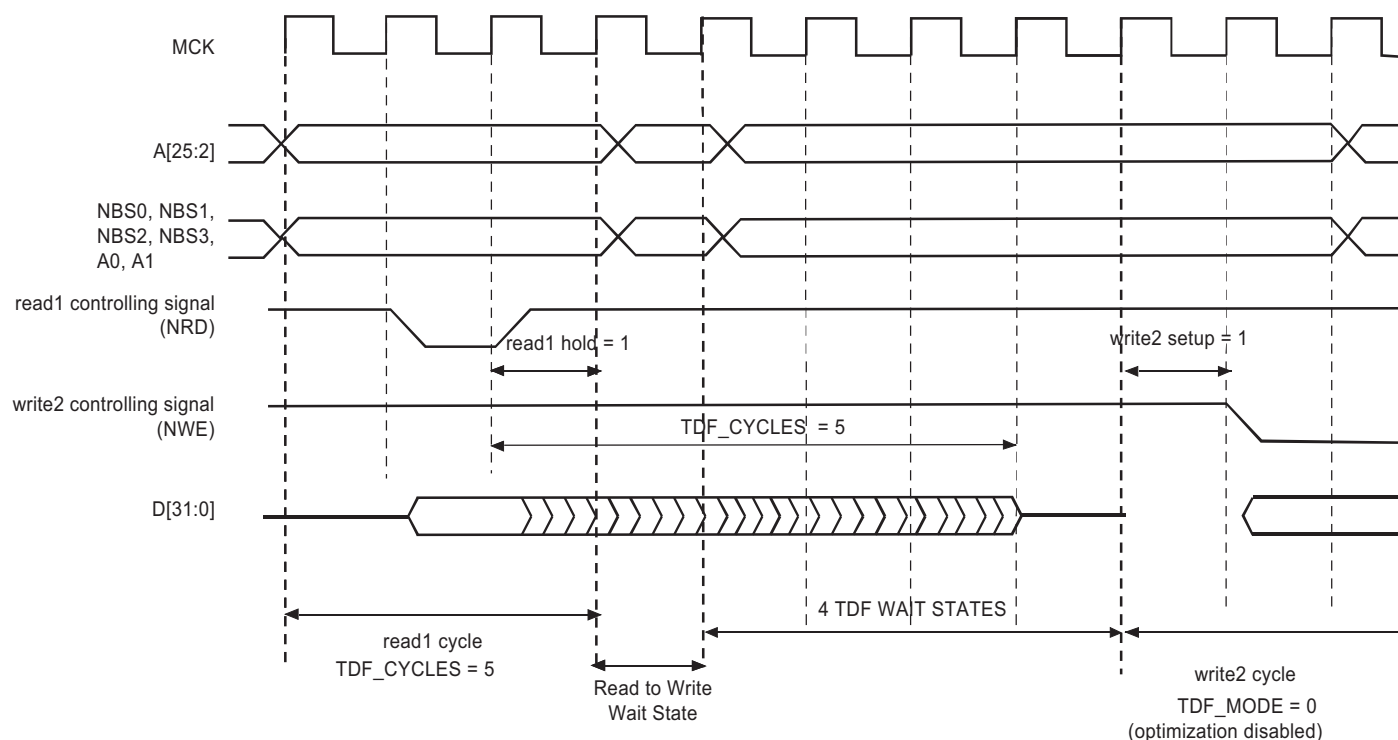 MCK
A[25:2]
NBS0, NBS1,
NBS2, NBS3,
A0, A1
read1 controlling signal
(NRD)
read1 hold = 1
write2 setup = 1
write2 controlling signal
(NWE)
TDF_CYCLES = 5
D[31:0]
4 TDF WAIT STATES
read1 cycle
TDF_CYCLES = 5
Read to Write
Wait State
write2 cycle
TDF_MODE = 0
(optimization disabled)